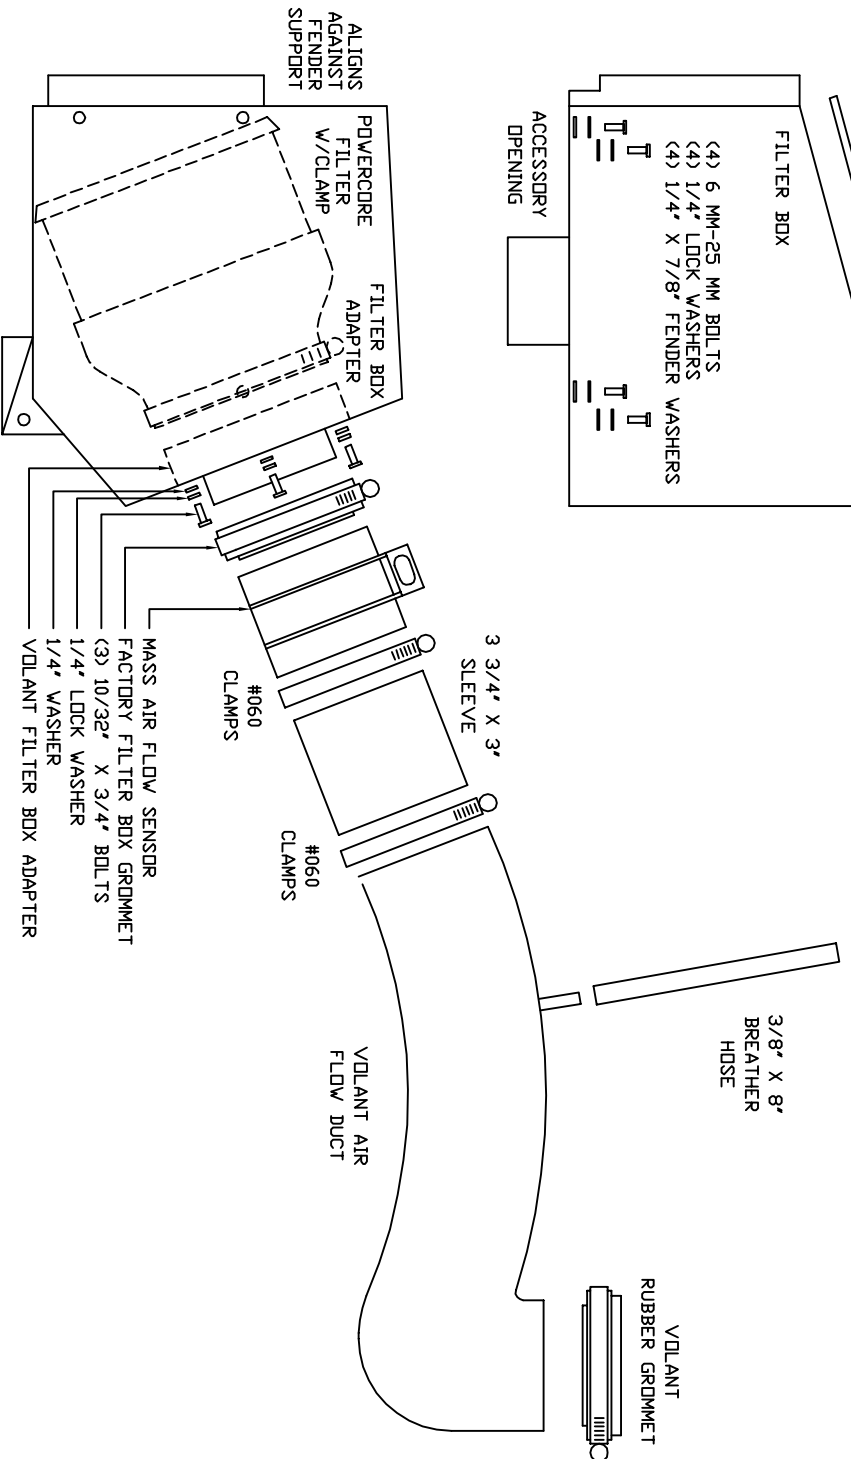 FILTER BOX
(4) 6 MM-25 MM BOLTS
(4) 1/4" LOCK WASHERS
(4) 1/4" X 7/8" FENDER WASHERS
ACCESSORY
OPENING
ALIGNS
AGAINST
FENDER
SUPPORT
POWERCORE
FILTER
W/CLAMP
FILTER BOX
ADAPTER
3 3/4" X 3"
SLEEVE
#060
CLAMPS
#060
CLAMPS
MASS AIR FLOW SENSOR
FACTORY FILTER BOX GROMMET
(3) 10/32" X 3/4" BOLTS
1/4" LOCK WASHER
1/4" WASHER
VOLANT FILTER BOX ADAPTER
3/8" X 8"
BREATHER
HOSE
VOLANT AIR
FLOW DUCT
VOLANT
RUBBER GROMMET